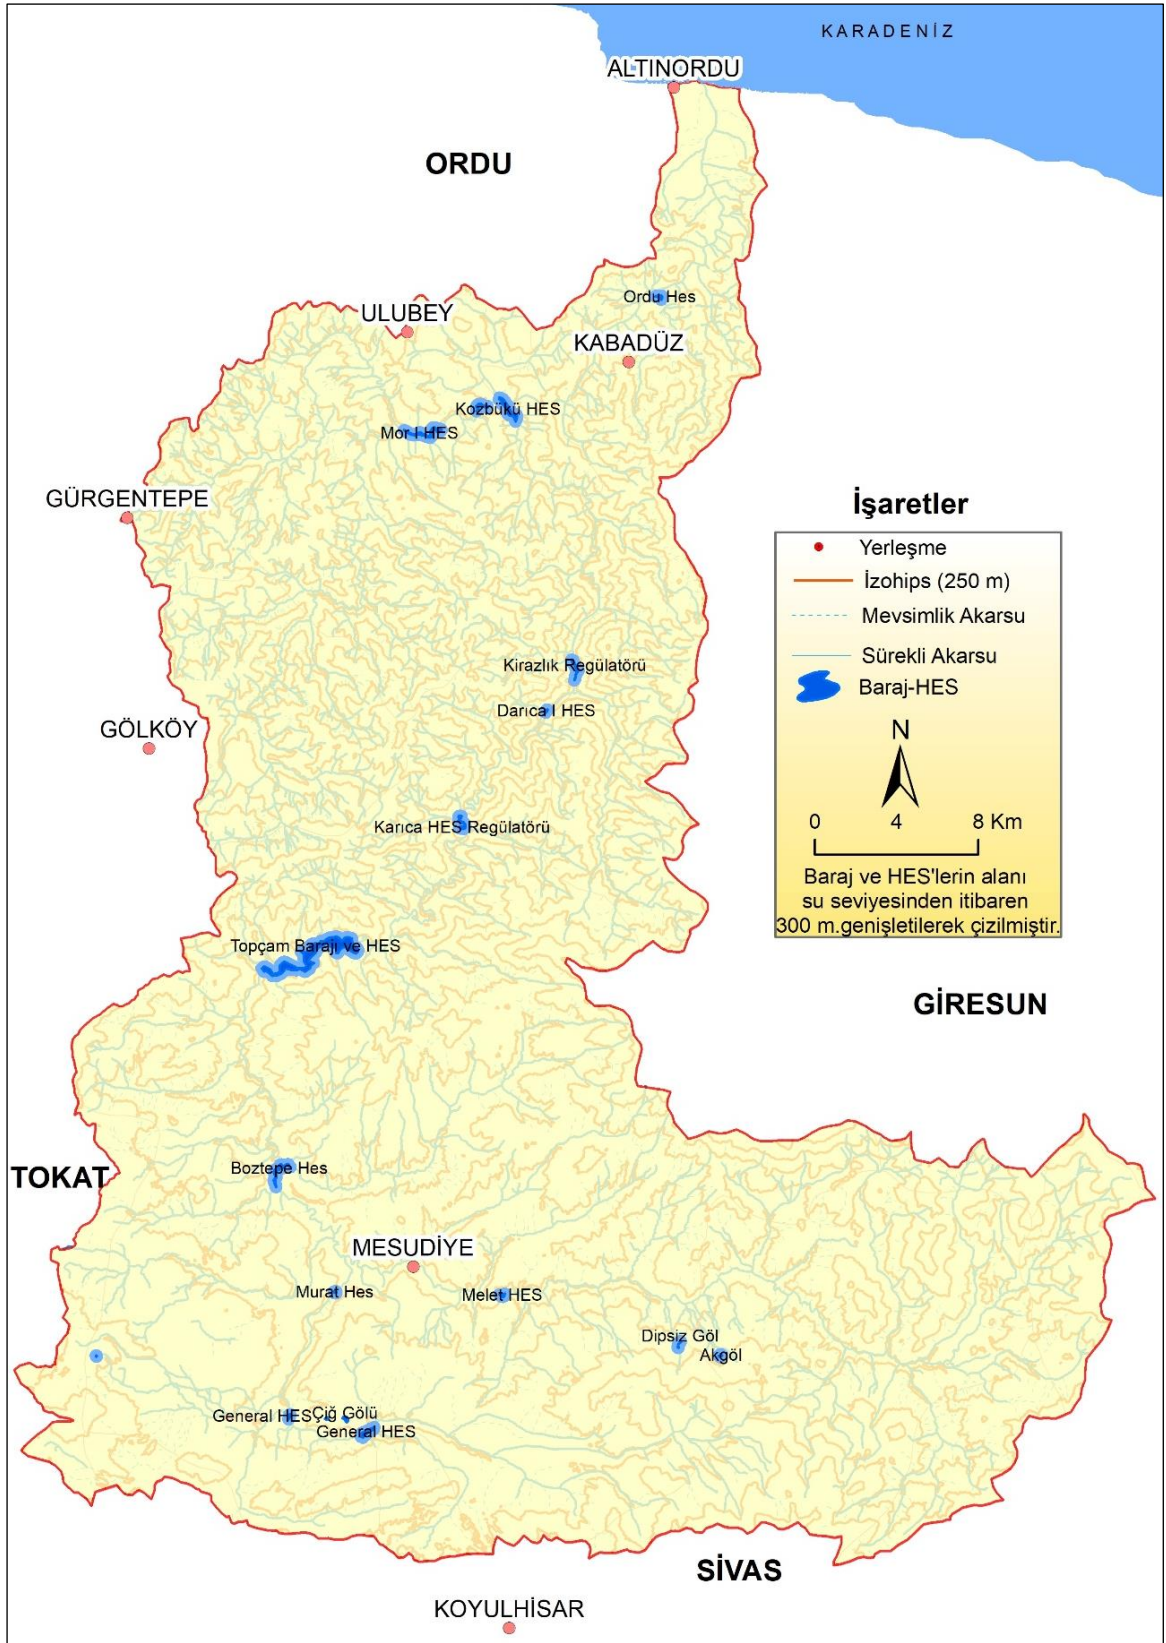 KARADENİZ
ALTINORDU
ORDU
Ordu Hes
ULUBEY
KABADÜZ
Kozbükü HES
Mor I HES
GÜRGENTEPE
İşaretler
Yerleşme
İzohips (250 m)
Mevsimlik Akarsu
Sürekli Akarsu
Baraj-HES
N
0 4 8 Km
Baraj ve HES'lerin alanı
su seviyesinden itibaren
300 m.genişletilerek çizilmiştir.
Kirazlık Regülatörü
Darıca I HES
GÖLKÖY
Karıca HES Regülatörü
Topçam Barajı ve HES
GİRESUN
Boztepe Hes
TOKAT
MESUDİYE
Murat Hes
Melet HES
Dipsiz Göl
Akgöl
General HES
Çiğ Gölü
General HES
SİVAS
KOYULHİSAR